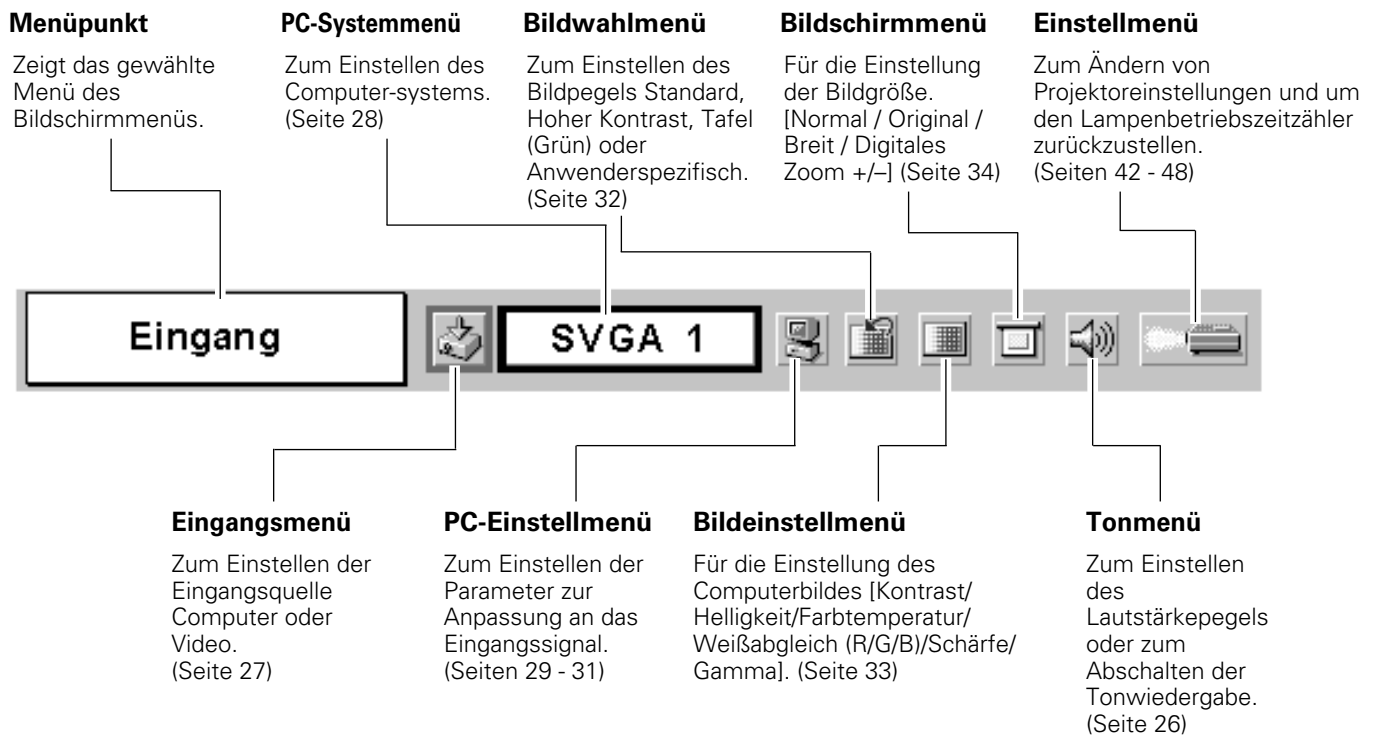 Menüpunkt
Zeigt das gewählte
Menü des
Bildschirmmenüs.
PC-Systemmenü
Zum Einstellen des
Computer-systems.
(Seite 28)
Bildwahlmenü
Zum Einstellen des
Bildpegels Standard,
Hoher Kontrast, Tafel
(Grün) oder
Anwenderspezifisch.
(Seite 32)
Bildschirmmenü
Für die Einstellung
der Bildgröße.
[Normal / Original /
Breit / Digitales
Zoom +/–] (Seite 34)
Einstellmenü
Zum Ändern von
Projektoreinstellungen und um
den Lampenbetriebszeitzähler
zurückzustellen.
(Seiten 42 - 48)
Eingang
SVGA 1
Eingangsmenü
Zum Einstellen der
Eingangsquelle
Computer oder
Video.
(Seite 27)
PC-Einstellmenü
Zum Einstellen der
Parameter zur
Anpassung an das
Eingangssignal.
(Seiten 29 - 31)
Bildeinstellmenü
Für die Einstellung des
Computerbildes [Kontrast/
Helligkeit/Farbtemperatur/
Weißabgleich (R/G/B)/Schärfe/
Gamma]. (Seite 33)
Tonmenü
Zum Einstellen
des
Lautstärkepegels
oder zum
Abschalten der
Tonwiedergabe.
(Seite 26)